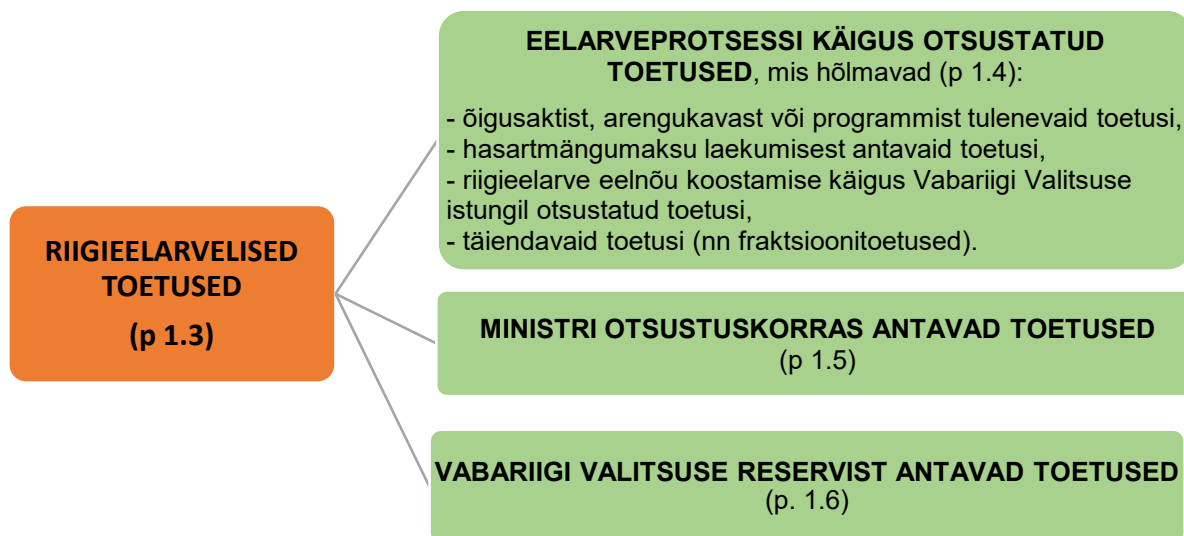 RIIGIEELARVELISED
TOETUSED
(p 1.3)
EELARVEPROTSESSI KÄIGUS OTSUSTATUD
TOETUSED, mis hõlmavad (p 1.4):
- õigusaktist, arengukavast või programmist tulenevaid toetusi,
- hasartmängumaksu laekumisest antavaid toetusi,
- riigieelarve eelnõu koostamise käigus Vabariigi Valitsuse
istungil otsustatud toetusi,
- täiendavaid toetusi (nn fraktsioonitoetused).
MINISTRI OTSUSTUSKORRAS ANTAVAD TOETUSED
(p 1.5)
VABARIIGI VALITSUSE RESERVIST ANTAVAD TOETUSED
(p. 1.6)